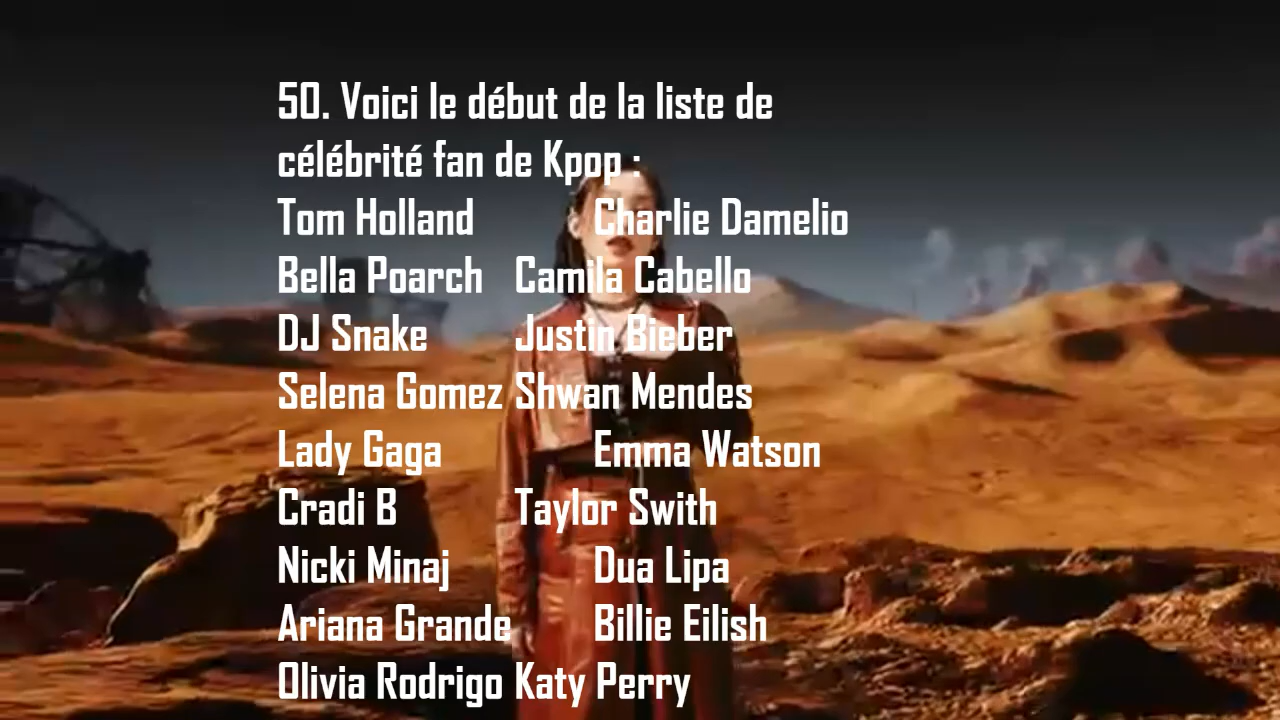 50. Voici le début de la liste de
célébrité fan de Kpop :
Tom Holland Charlie Damelio
Bella Poarch Camila Cabello
DJ Snake Justin Bieber
Selena Gomez Shwan Mendes
Lady Gaga Emma Watson
Cradi B Taylor Swith
Nicki Minaj Dua Lipa
Ariana Grande Billie Eilish
Olivia Rodrigo Katy Perry